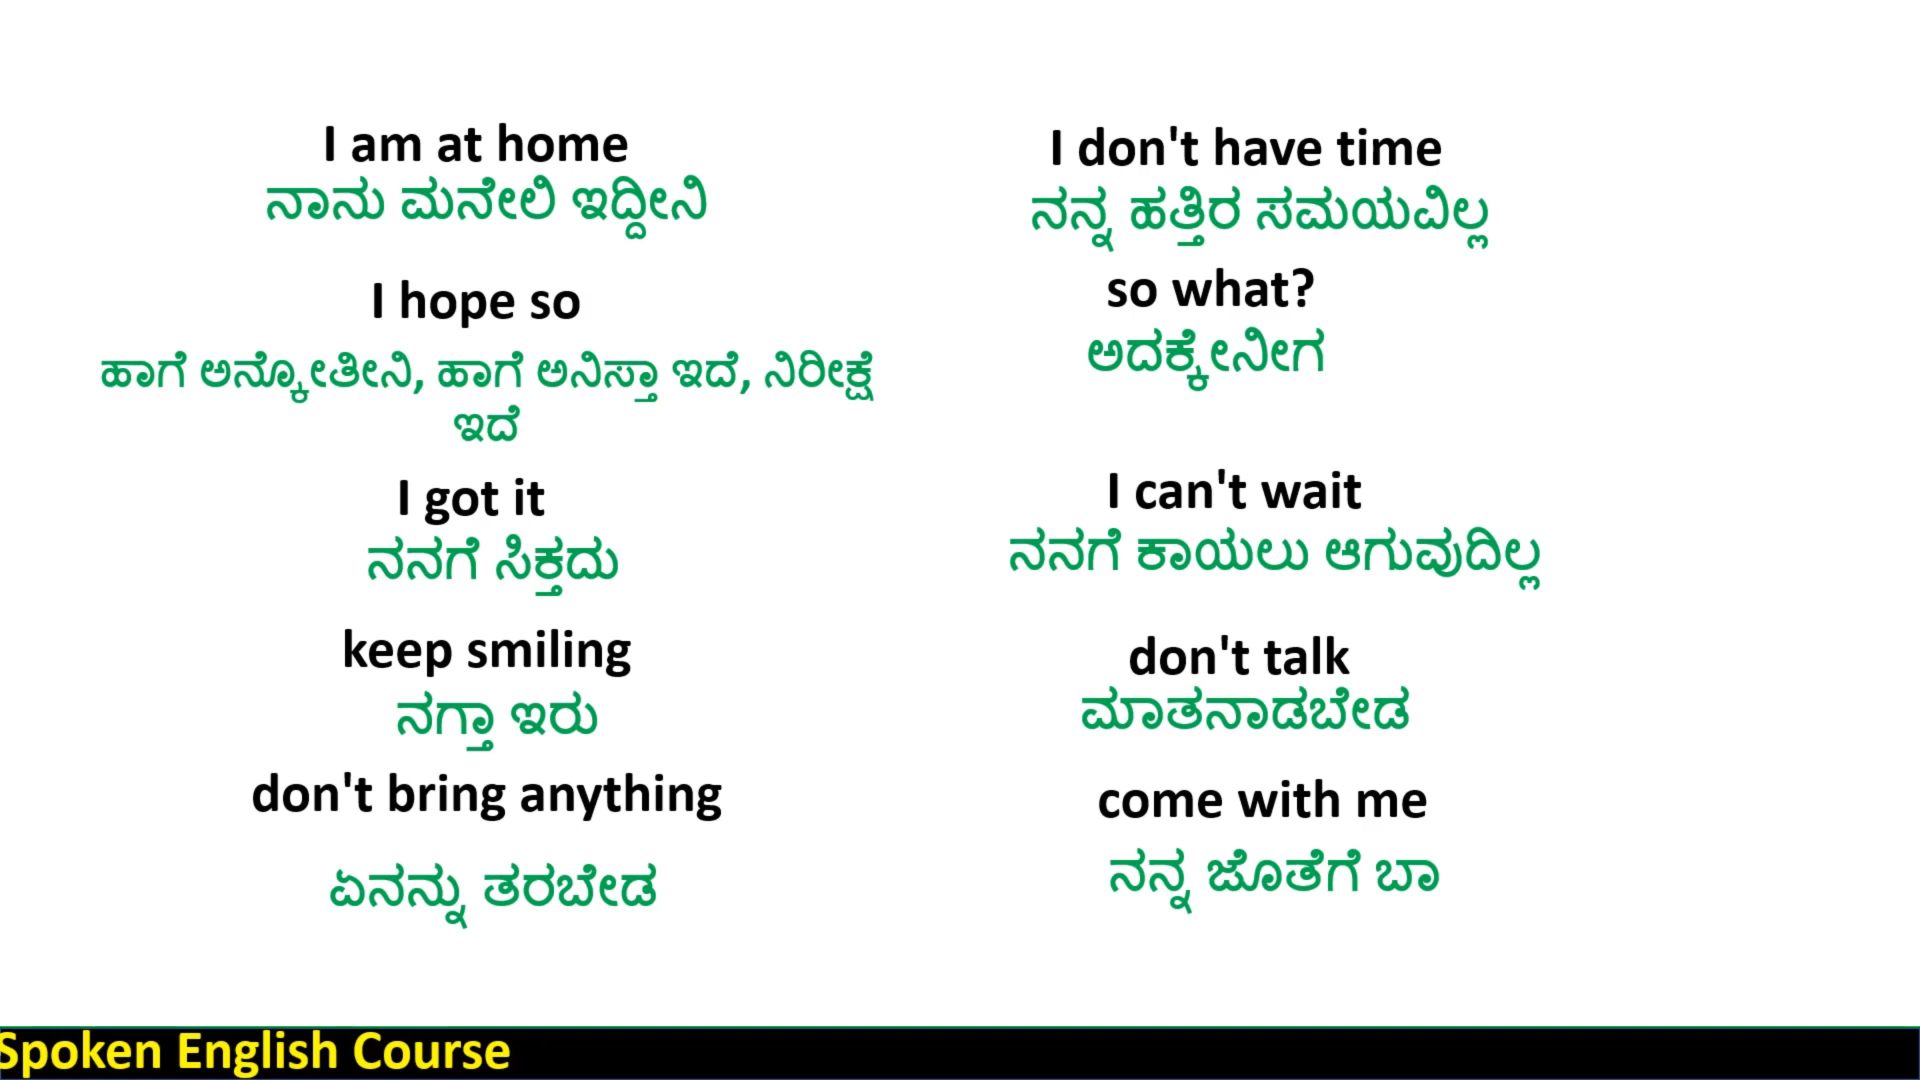 I am at home
ನಾನು ಮನೇಲಿ ಇದ್ದೀನಿ
I hope so
ಹಾಗೆ ಅನ್ಕೋತೀನಿ, ಹಾಗೆ ಅನಿಸ್ತಾ ಇದೆ, ನಿರೀಕ್ಷೆ
ಇದೆ
I got it
ನನಗೆ ಸಿಕ್ತದು
keep smiling
ನಗ್ತಾ ಇರು
don't bring anything
ಏನನ್ನು ತರಬೇಡ
I don't have time
ನನ್ನ ಹತ್ತಿರ ಸಮಯವಿಲ್ಲ
so what?
ಅದಕ್ಕೇನೀಗ
I can't wait
ನನಗೆ ಕಾಯಲು ಆಗುವುದಿಲ್ಲ
don't talk
ಮಾತನಾಡಬೇಡ
come with me
ನನ್ನ ಜೊತೆಗೆ ಬಾ
Spoken English Course